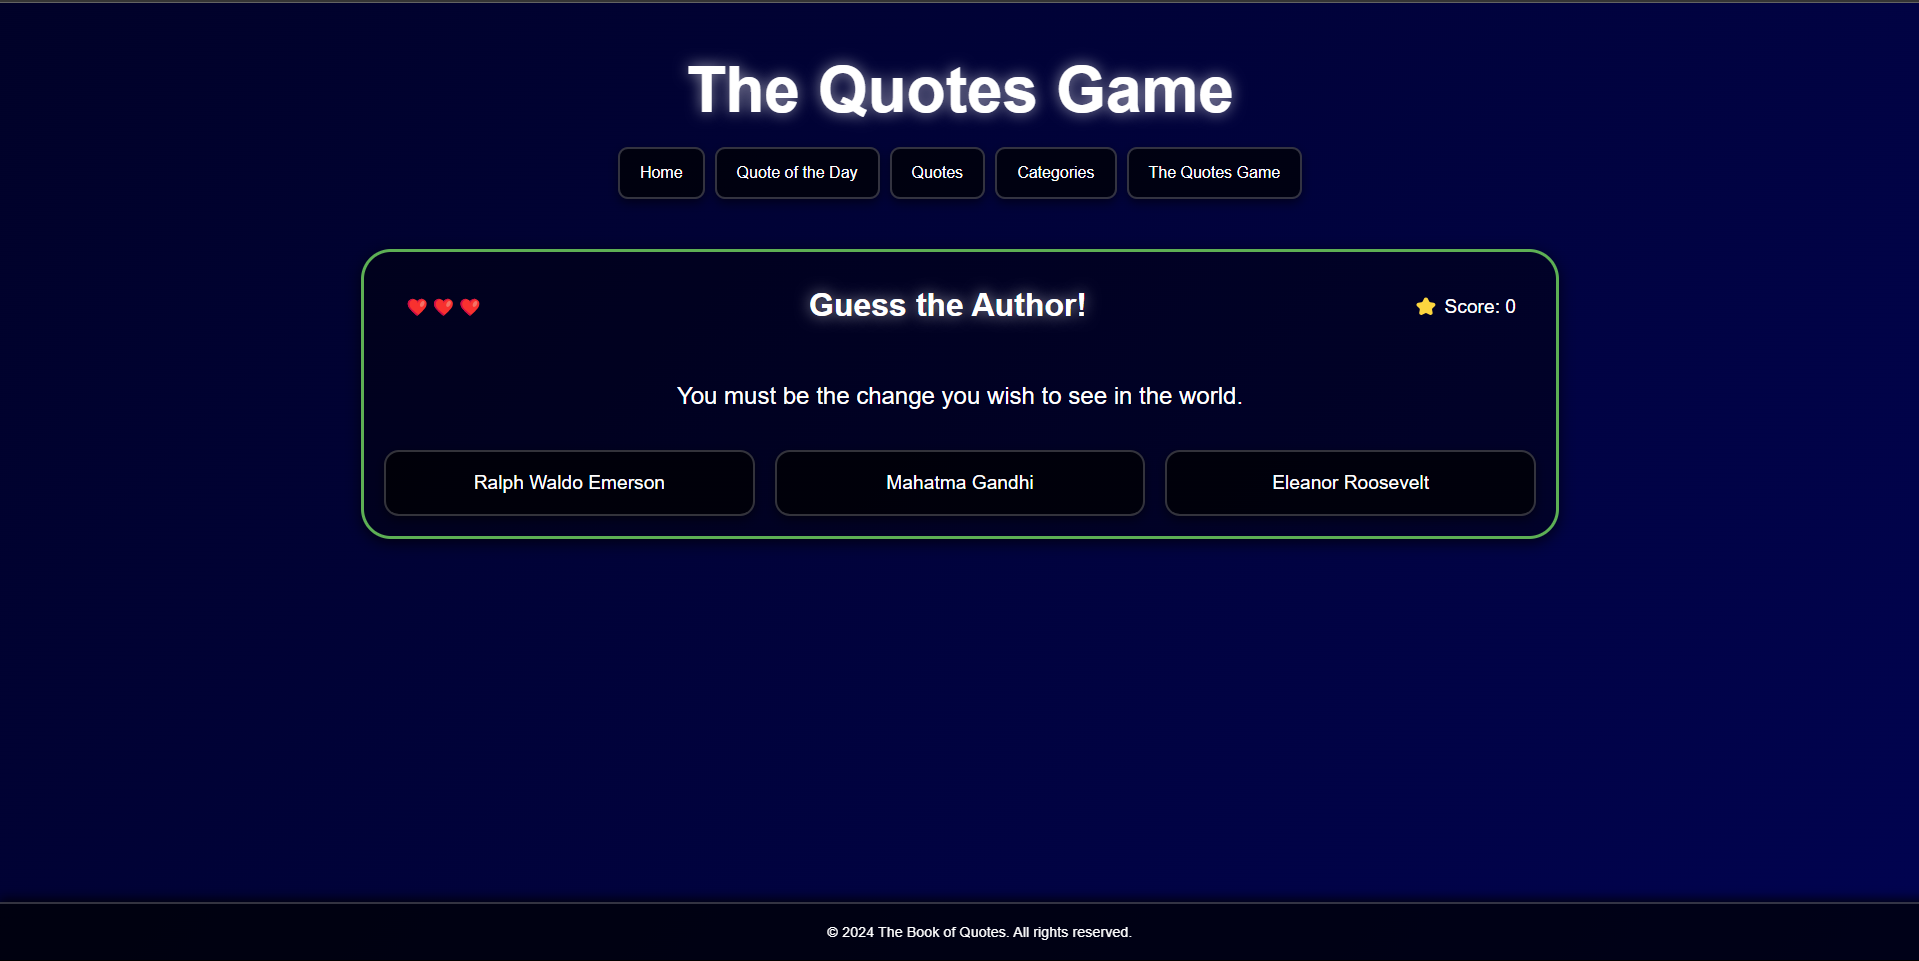 The Quotes Game
Home
Quote of the Day
Quotes
Categories
The Quotes Game
Guess the Author!
Score: 0
You must be the change you wish to see in the world.
Ralph Waldo Emerson
Mahatma Gandhi
Eleanor Roosevelt
© 2024 The Book of Quotes. All rights reserved.